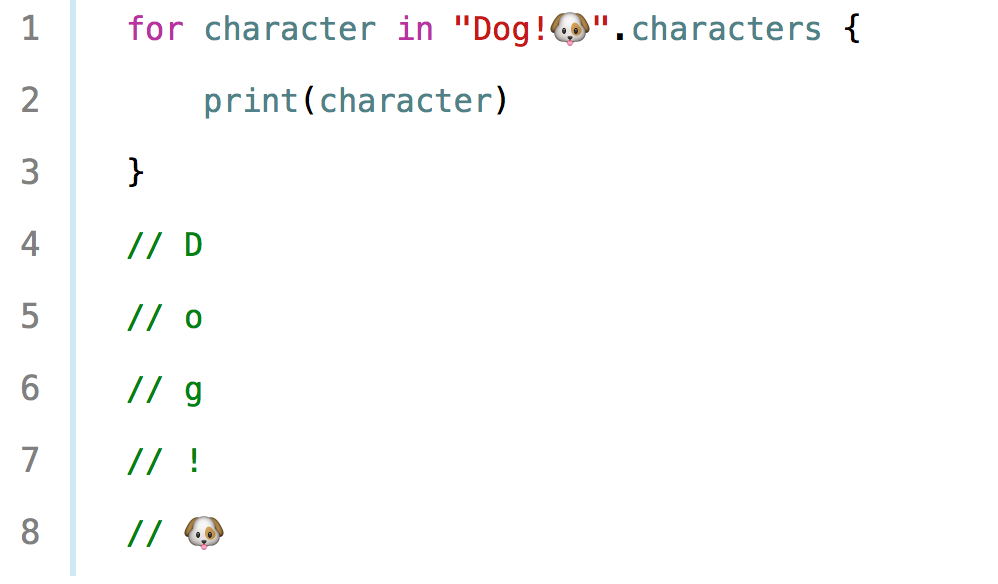 1 for character in "Dog!🐶".characters {
2     print(character)
3 }
4 // D
5 // o
6 // g
7 // !
8 // 🐶